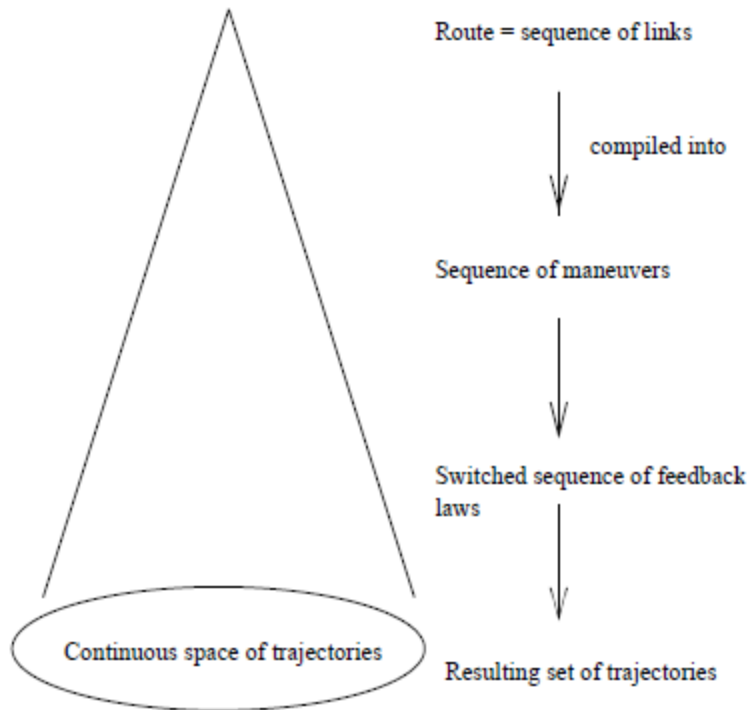 Route = sequence of links
compiled into
Sequence of maneuvers
Switched sequence of feedback
laws
Continuous space of trajectories
Resulting set of trajectories